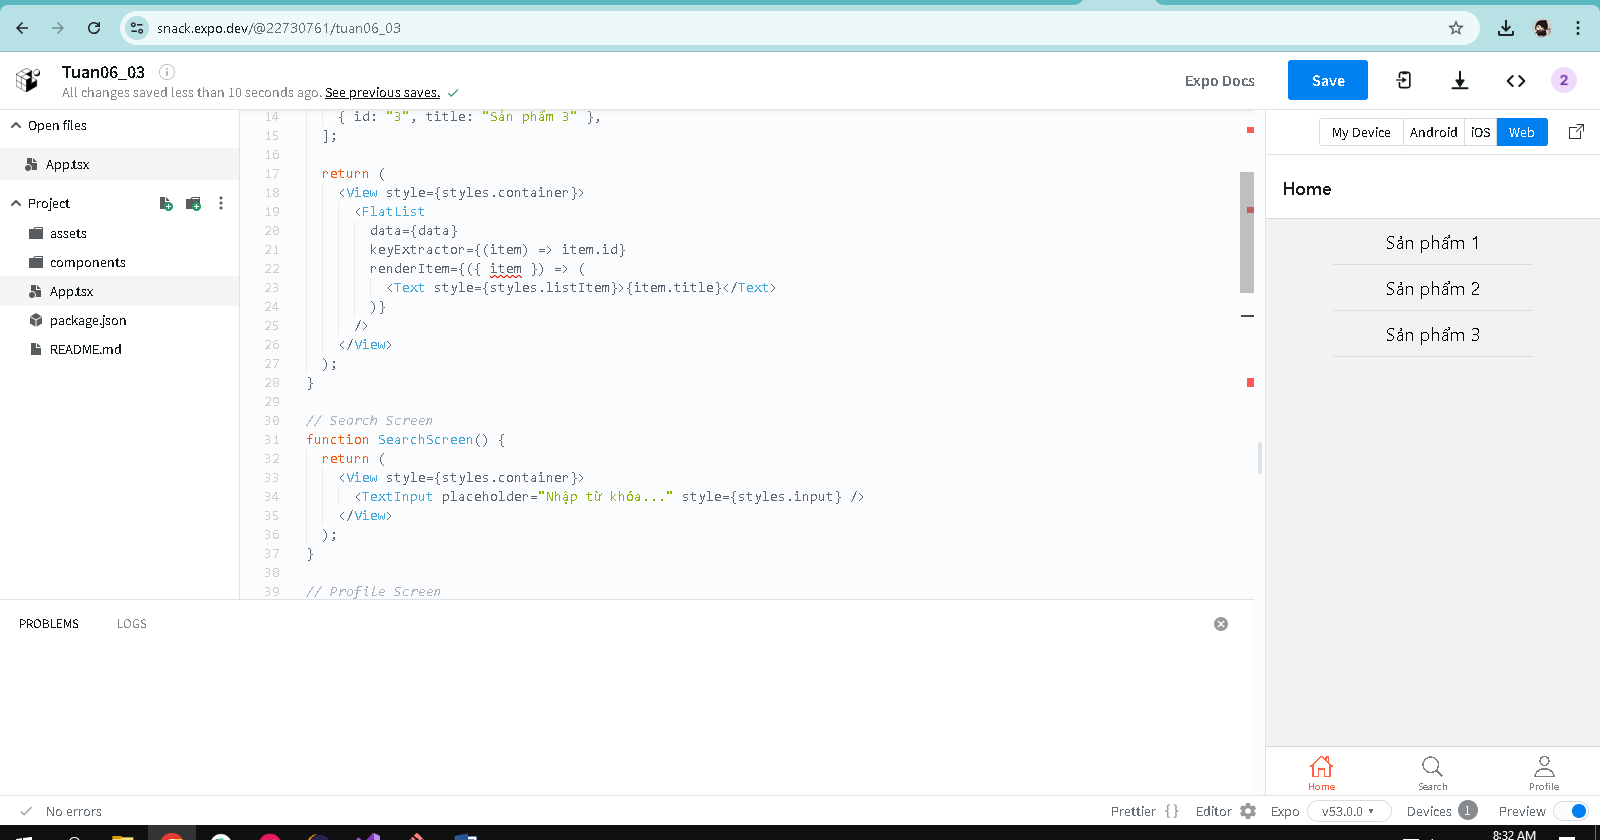 snack.expo.dev/@22730761/tuan06_03
Tuan06_03
All changes saved less than 10 seconds ago. See previous saves.
Expo Docs
Save
2
Open files
App.tsx
Project
assets
components
App.tsx
package.json
README.md
14 { id: "3", title: "Sản phẩm 3" },
15 ];
16
17 return (
18 <View style={styles.container}>
19 <FlatList
20 data={data}
21 keyExtractor={(item) => item.id}
22 renderItem={({ item }) => (
23 <Text style={styles.listItem}>{item.title}</Text>
24 )}
25 />
26 </View>
27 );
28 }
29
30 // Search Screen
31 function SearchScreen() {
32 return (
33 <View style={styles.container}>
34 <TextInput placeholder="Nhập từ khóa..." style={styles.input} />
35 </View>
36 );
37 }
38
39 // Profile Screen
My Device Android iOS Web
Home
Sản phẩm 1
Sản phẩm 2
Sản phẩm 3
Home Search Profile
PROBLEMS LOGS
No errors
Prettier { } Editor Expo v53.0.0 Devices 1 Preview
8:32 AM